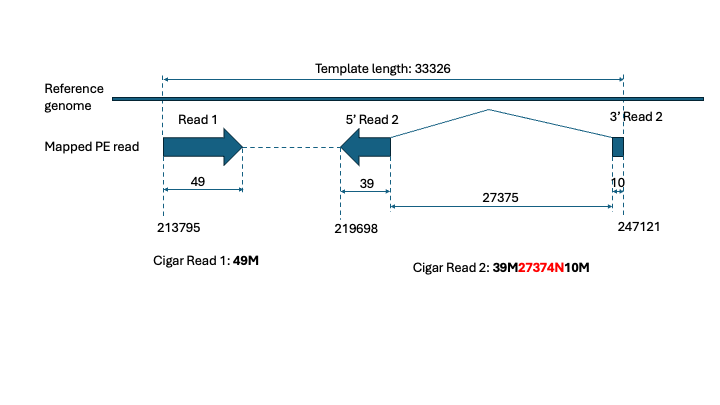 Template length: 33326
Reference
genome
Read 1
5' Read 2
3' Read 2
Mapped PE read
49
39
10
27375
213795
219698
247121
Cigar Read 1: 49M
Cigar Read 2: 39M27374N10M